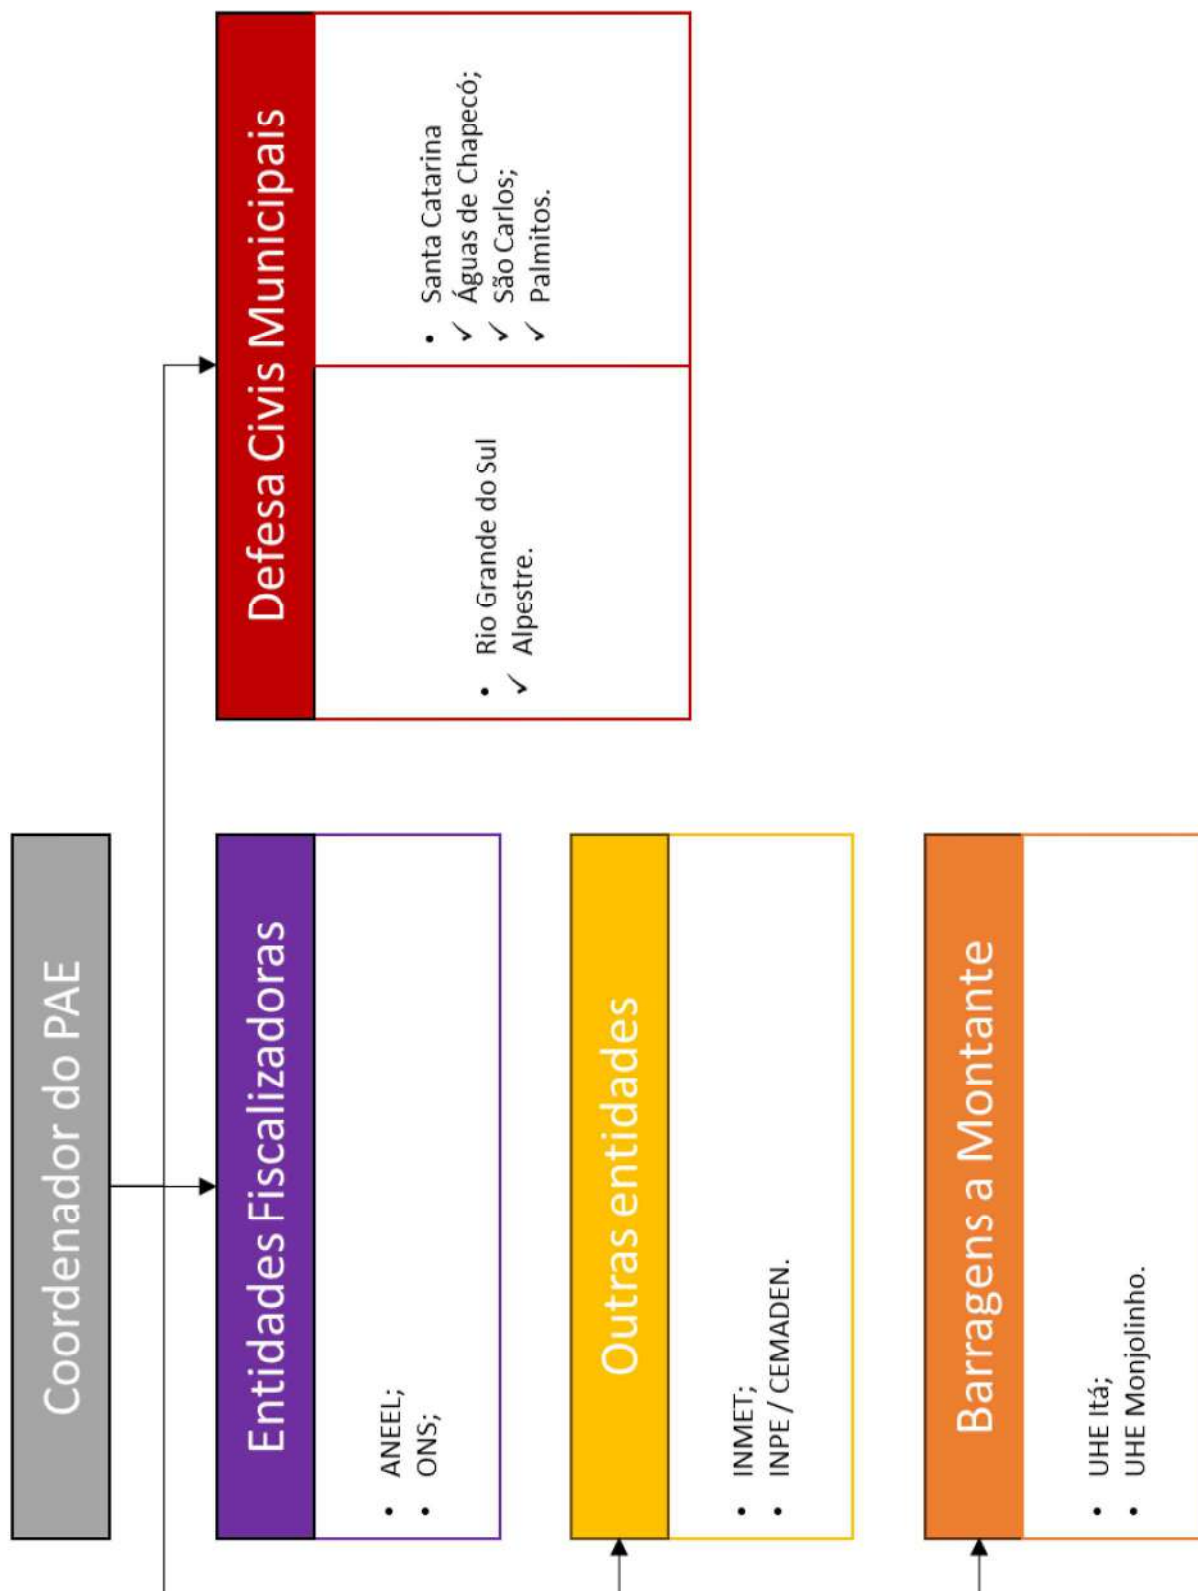 Coordenador do PAE
Entidades Fiscalizadoras
• ANEEL;
• ONS;
Defesa Civis Municipais
• Rio Grande do Sul
✓ Alpestre.
• Santa Catarina
✓ Águas de Chapecó;
✓ São Carlos;
✓ Palmitos.
Outras entidades
• INMET;
• INPE / CEMADEN.
Barragens a Montante
• UHE Itá;
• UHE Monjolinho.